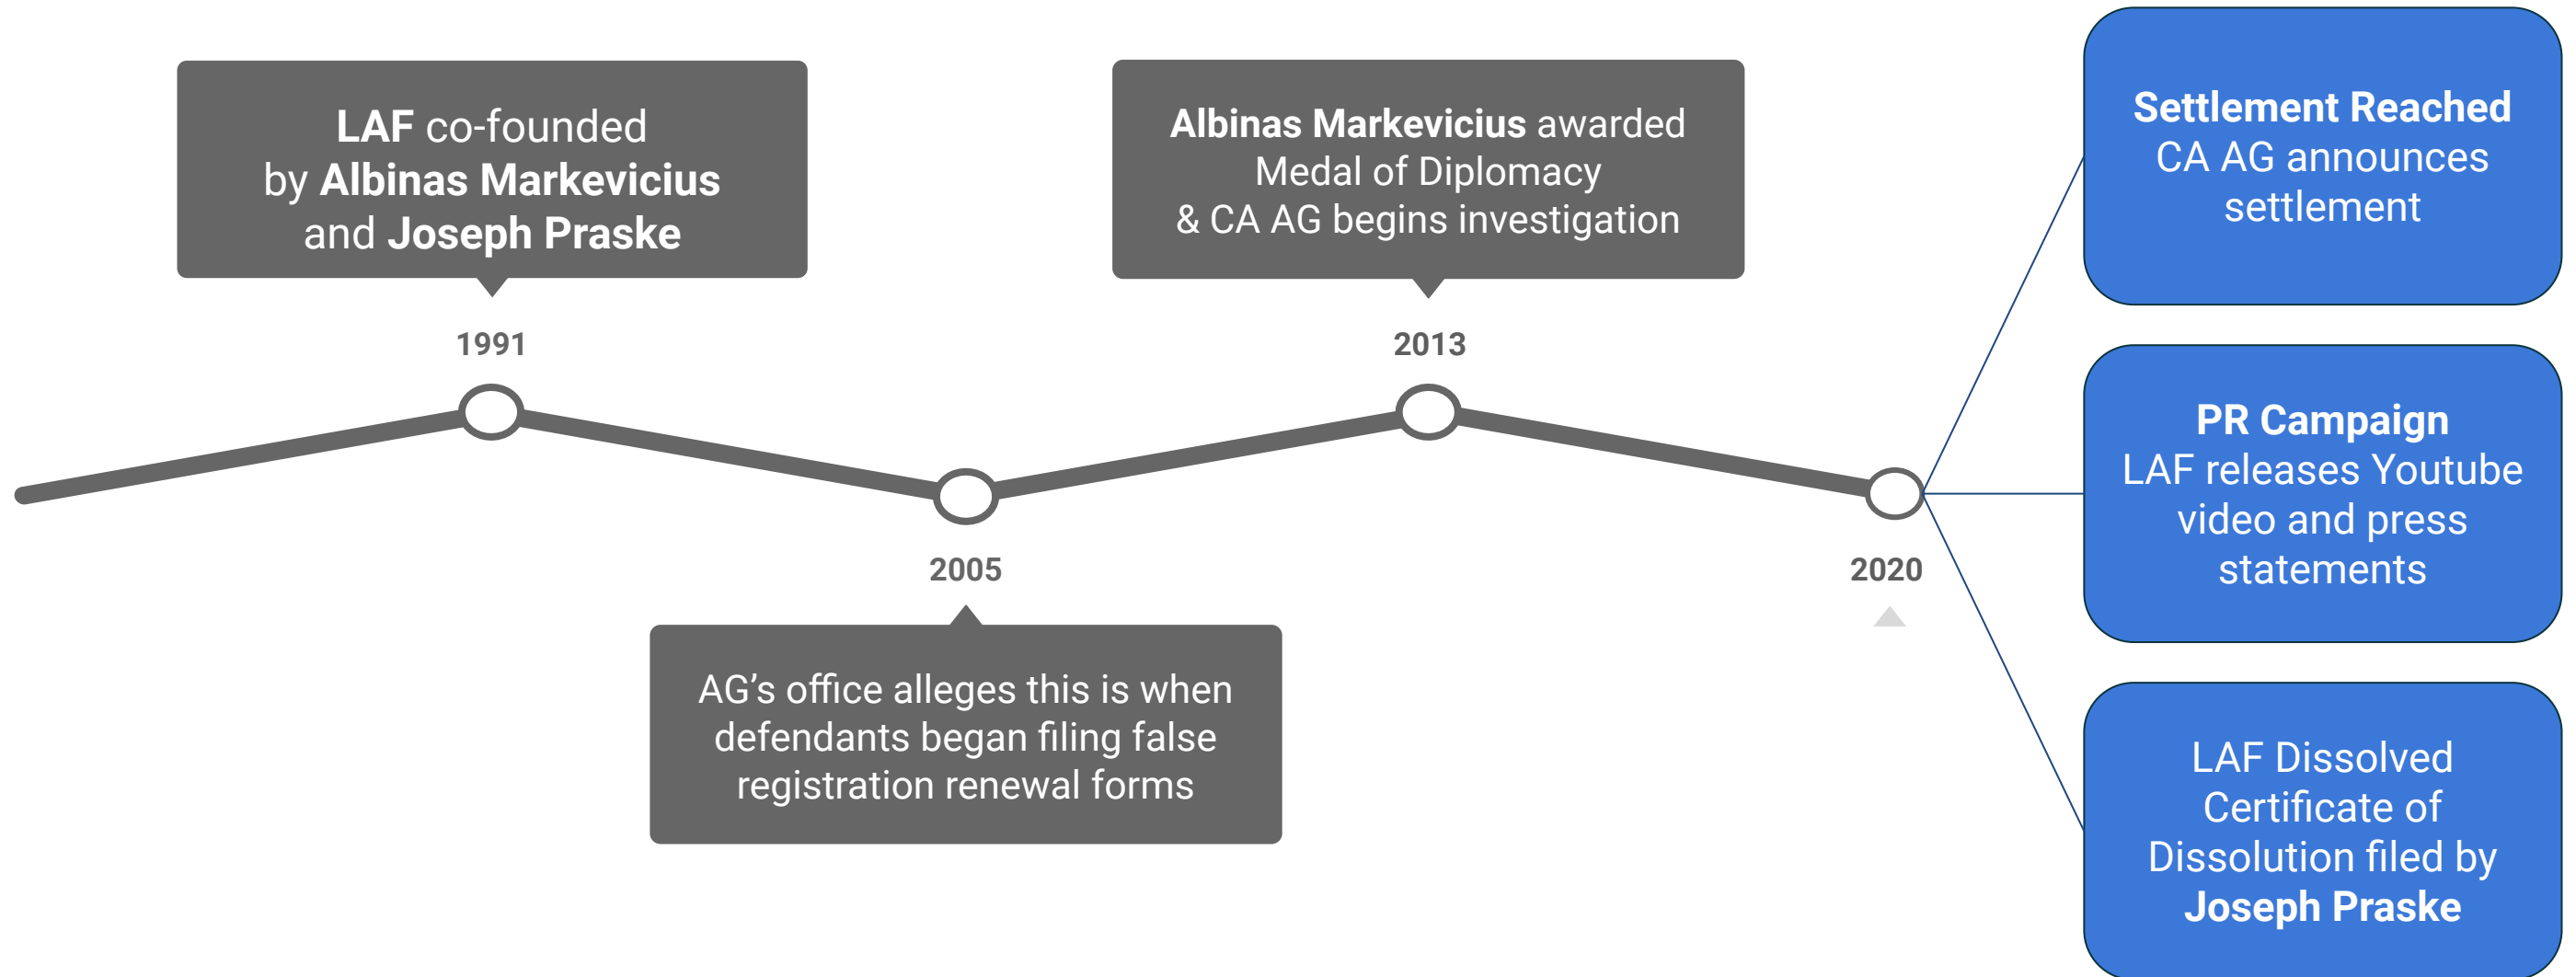 LAF co-founded
by Albinas Markevicius
and Joseph Praske
1991
AG’s office alleges this is when
defendants began filing false
registration renewal forms
2005
Albinas Markevicius awarded
Medal of Diplomacy
& CA AG begins investigation
2013
2020
Settlement Reached
CA AG announces
settlement
PR Campaign
LAF releases Youtube
video and press
statements
LAF Dissolved
Certificate of
Dissolution filed by
Joseph Praske